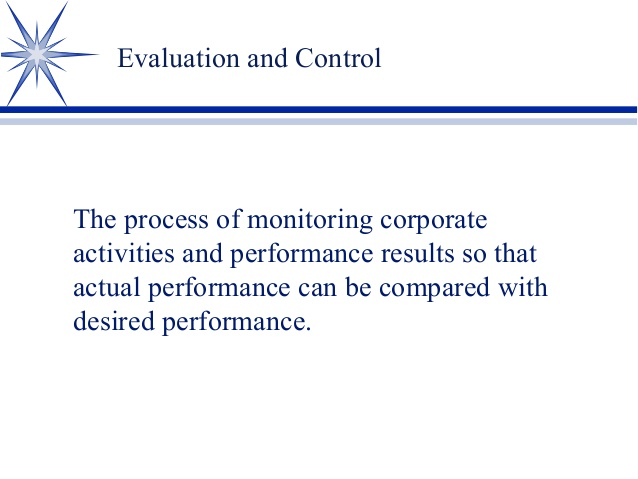 Evaluation and Control
The process of monitoring corporate
activities and performance results so that
actual performance can be compared with
desired performance.